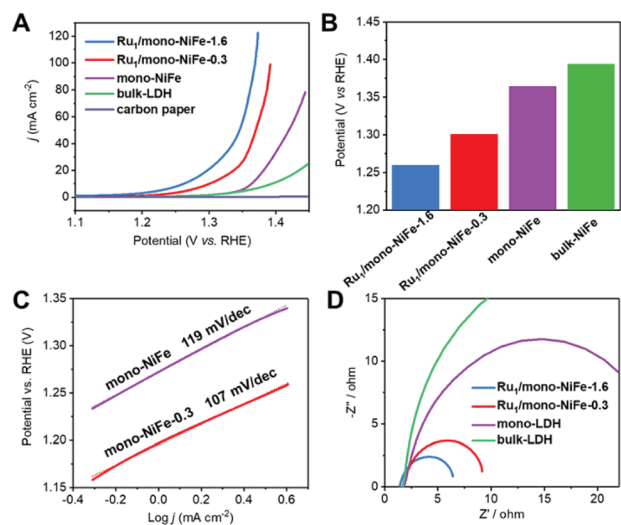 A
Ru₁/mono-NiFe-1.6
Ru₁/mono-NiFe-0.3
mono-NiFe
bulk-LDH
carbon paper
j (mA cm⁻²)
120
100
80
60
40
20
0
1.1 1.2 1.3 1.4
Potential (V vs. RHE)
B
Potential (V vs RHE)
1.45
1.40
1.35
1.30
1.25
1.20
Ru₁/mono-NiFe-1.6
Ru₁/mono-NiFe-0.3
mono-NiFe
bulk-NiFe
C
Potential vs. RHE (V)
1.35
1.30
1.25
1.20
1.15
mono-NiFe 119 mV/dec
mono-NiFe-0.3 107 mV/dec
-0.4 -0.2 0.0 0.2 0.4 0.6
Log j (mA cm⁻²)
D
-Z" / ohm
15
10
5
0
Ru₁/mono-NiFe-1.6
Ru₁/mono-NiFe-0.3
mono-LDH
bulk-LDH
0 5 10 15 20
Z' / ohm